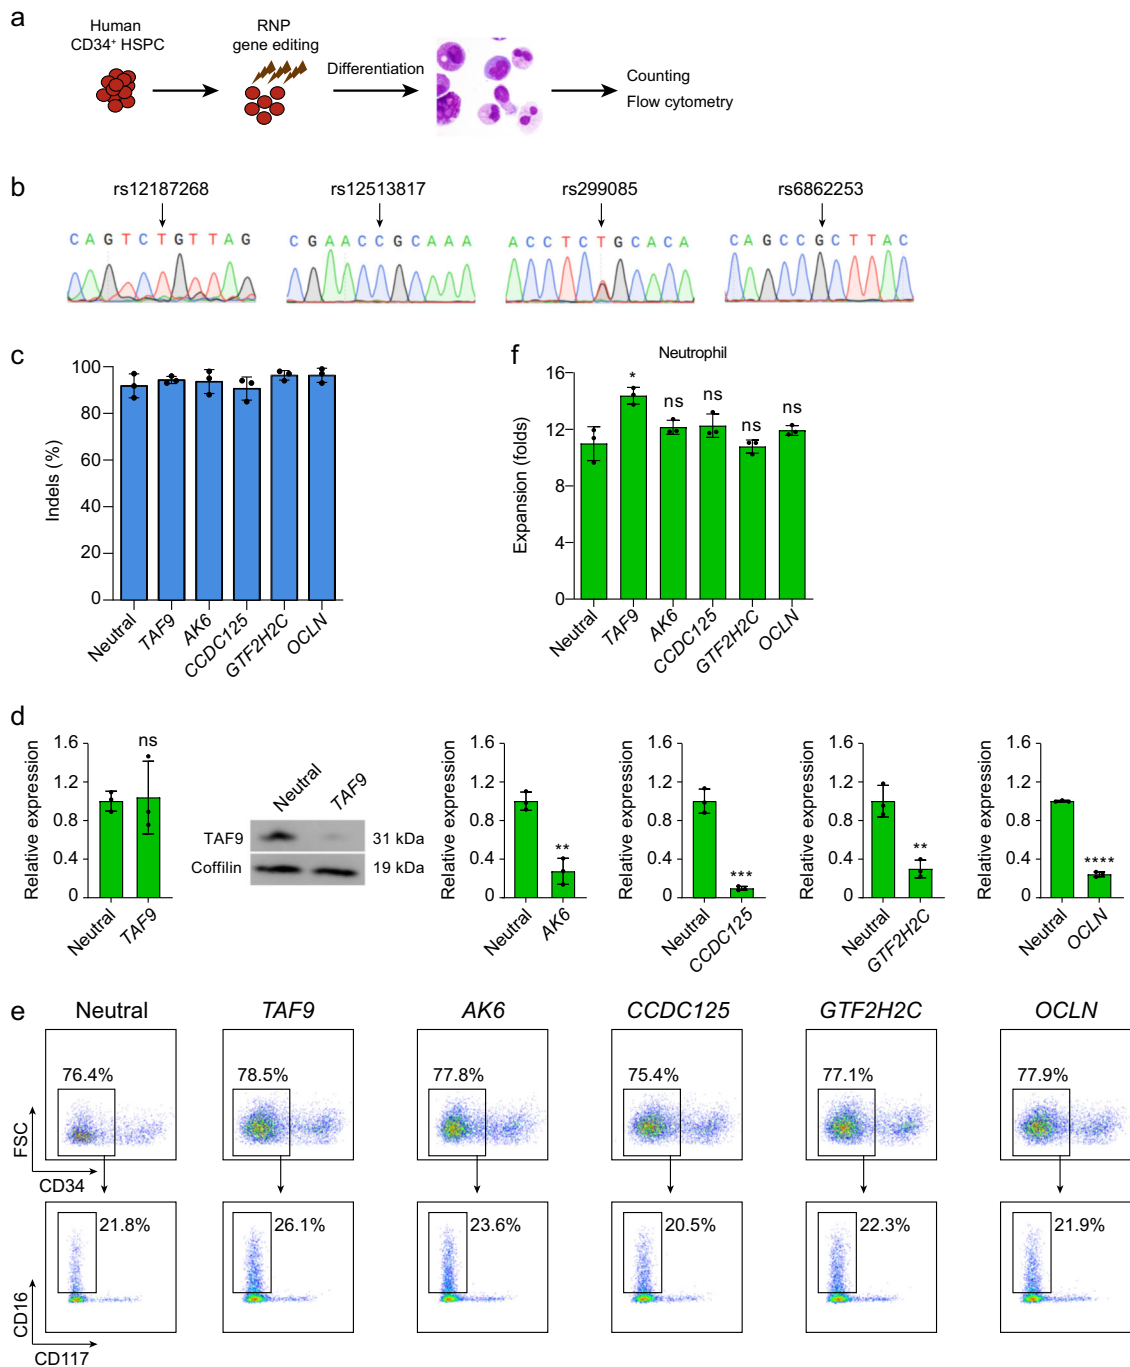 a
Human
CD34⁺ HSPC
RNP
gene editing
Differentiation
Counting
Flow cytometry
b
rs12187268
rs12513817
rs299085
rs6862253
C A G T C T G T T A G
C G A A C C G C A A A
A C C T C T G C A C A
C A G C C G C T T A C
c
Indels (%)
100
80
60
40
20
0
Neutral
TAF9
AK6
CCDC125
GTF2H2C
OCLN
f
Neutrophil
Expansion (folds)
16
12
8
4
0
*
ns
ns
ns
ns
Neutral
TAF9
AK6
CCDC125
GTF2H2C
OCLN
d
Relative expression
1.6
1.2
0.8
0.4
0
ns
Neutral
TAF9
Neutral
TAF9
TAF9
31 kDa
Coffilin
19 kDa
Relative expression
1.6
1.2
0.8
0.4
0
**
Neutral
AK6
Relative expression
1.6
1.2
0.8
0.4
0
***
Neutral
CCDC125
Relative expression
1.6
1.2
0.8
0.4
0
**
Neutral
GTF2H2C
Relative expression
1.6
1.2
0.8
0.4
0
****
Neutral
OCLN
e
Neutral
TAF9
AK6
CCDC125
GTF2H2C
OCLN
76.4%
78.5%
77.8%
75.4%
77.1%
77.9%
FSC
CD34
21.8%
26.1%
23.6%
20.5%
22.3%
21.9%
CD16
CD117